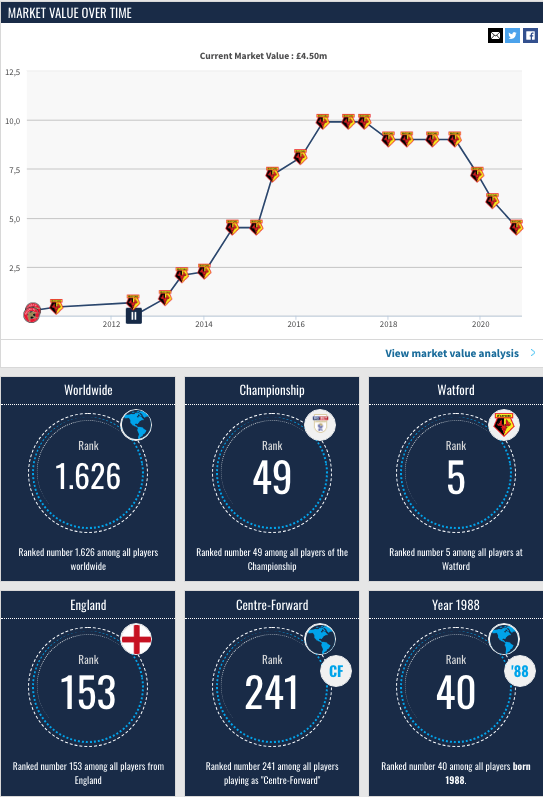 MARKET VALUE OVER TIME
Current Market Value : £4.50m
12,5
10,0
7,5
5,0
2,5
2012 2014 2016 2018 2020
View market value analysis
Worldwide
Rank
1.626
Ranked number 1.626 among all players
worldwide
Championship
Rank
49
Ranked number 49 among all players of the
Championship
Watford
Rank
5
Ranked number 5 among all players at
Watford
England
Rank
153
Ranked number 153 among all players from
England
Centre-Forward
CF
Rank
241
Ranked number 241 among all players
playing as "Centre-Forward"
Year 1988
'88
Rank
40
Ranked number 40 among all players born
1988.